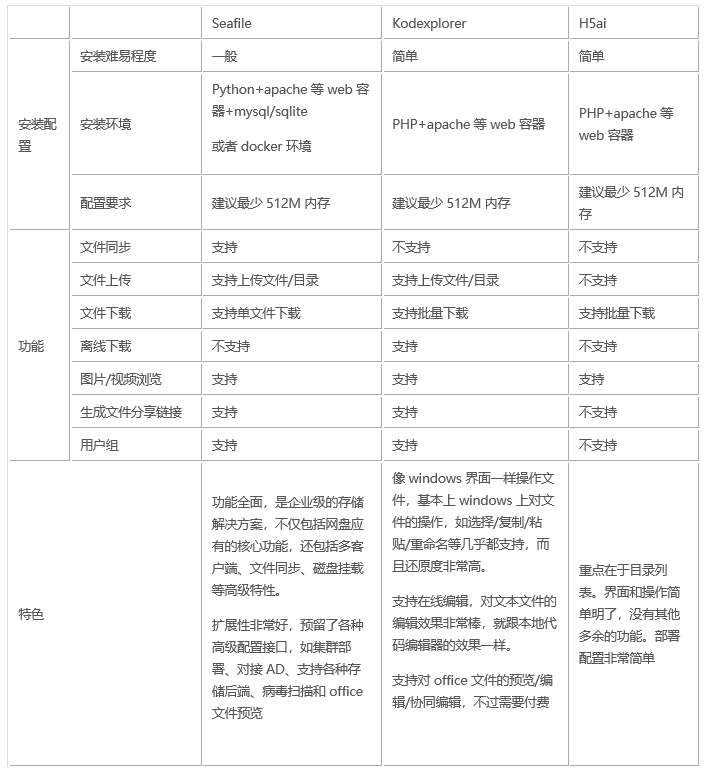 Seafile Kodexplorer H5ai
安装难易程度 一般 简单 简单
安装配
置
安装环境
Python+apache 等 web 容
器+mysql/sqlite
或者 docker 环境
PHP+apache 等 web 容器
PHP+apache 等
web 容器
配置要求 建议最少 512M 内存 建议最少 512M 内存
建议最少 512M 内
存
功能
文件同步 支持 不支持 不支持
文件上传 支持上传文件/目录 支持上传文件/目录 不支持
文件下载 支持单文件下载 支持批量下载 支持批量下载
离线下载 不支持 支持 不支持
图片/视频浏览 支持 支持 支持
生成文件分享链接 支持 支持 不支持
用户组 支持 支持 不支持
特色
功能全面，是企业级的存储
解决方案，不仅包括网盘应
有的核心功能，还包括多客
户端、文件同步、磁盘挂载
等高级特性。
扩展性非常好，预留了各种
高级配置接口，如集群部
署、对接 AD、支持各种存
储后端、病毒扫描和 office
文件预览
像 windows 界面一样操作文
件，基本上 windows 上对文
件的操作，如选择/复制/粘
贴/重命名等几乎都支持，而
且还原度非常高。
支持在线编辑，对文本文件的
编辑效果非常棒，就跟本地代
码编辑器的效果一样。
支持对 office 文件的预览/编
辑/协同编辑，不过需要付费
重点在于目录列
表。界面和操作简
单明了，没有其他
多余的功能。部署
配置非常简单